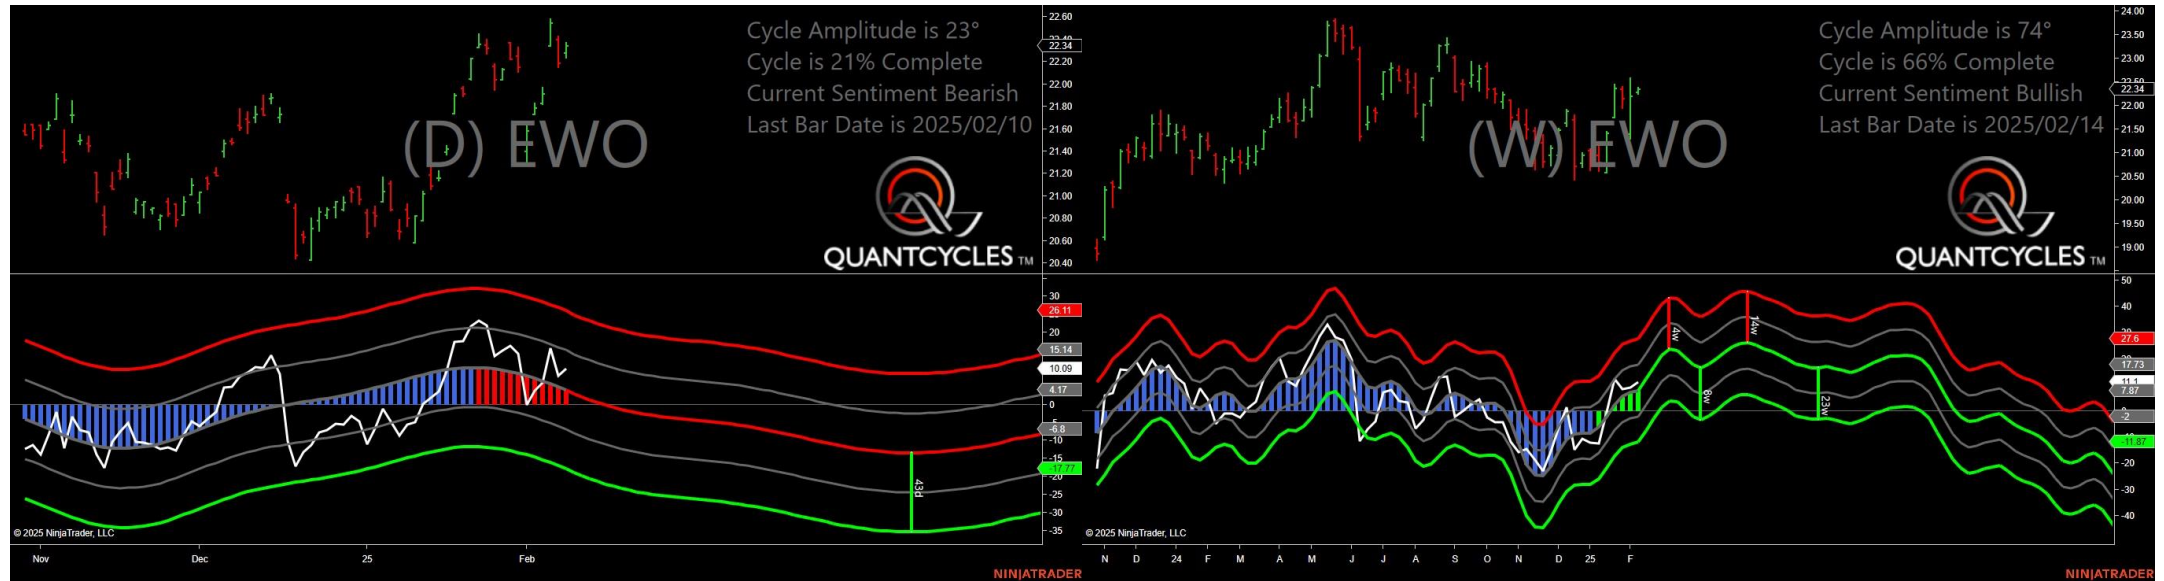 Cycle Amplitude is 23°
Cycle is 21% Complete
Current Sentiment Bearish
Last Bar Date is 2025/02/10
(D) EWO
QUANTCYCLES TM
22.60
22.34
22.20
22.00
21.80
21.60
21.40
21.20
21.00
20.80
20.60
20.40
30
26.11
20
15.14
10.09
4.17
0
-6.8
-10
-15
-17.77
-20
-25
-30
-35
43d
© 2025 NinjaTrader, LLC
Nov
Dec
25
Feb
NINJATRADER
Cycle Amplitude is 74°
Cycle is 66% Complete
Current Sentiment Bullish
Last Bar Date is 2025/02/14
(W) EWO
QUANTCYCLES TM
24.00
23.50
23.00
22.34
22.00
21.50
21.00
20.50
20.00
19.50
19.00
50
40
27.6
17.73
11.1
7.87
-2
-11.87
-20
-30
-40
4w
14w
8w
23w
© 2025 NinjaTrader, LLC
N D 24 F M A M J J A S O N D 25 F
NINJATRADER